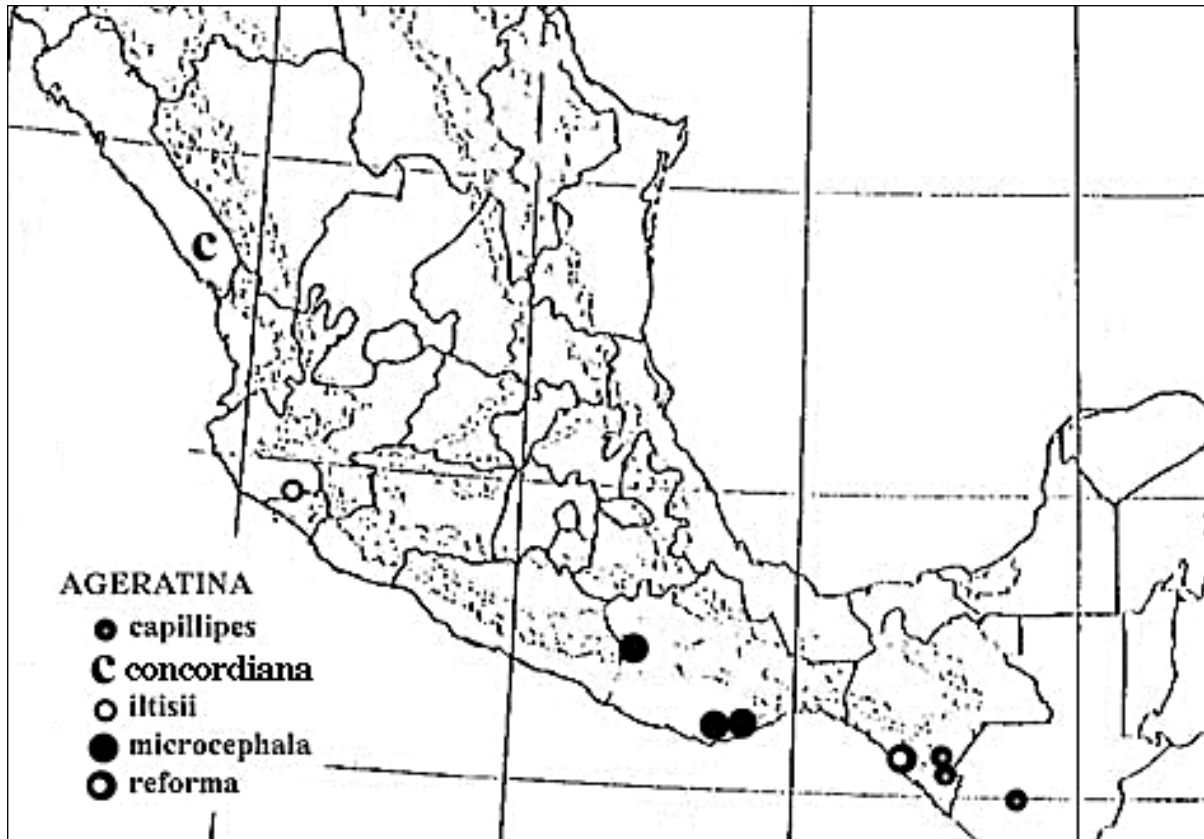 c
AGERATINA
capillipes
c concordiana
iltisii
microcephala
reforma